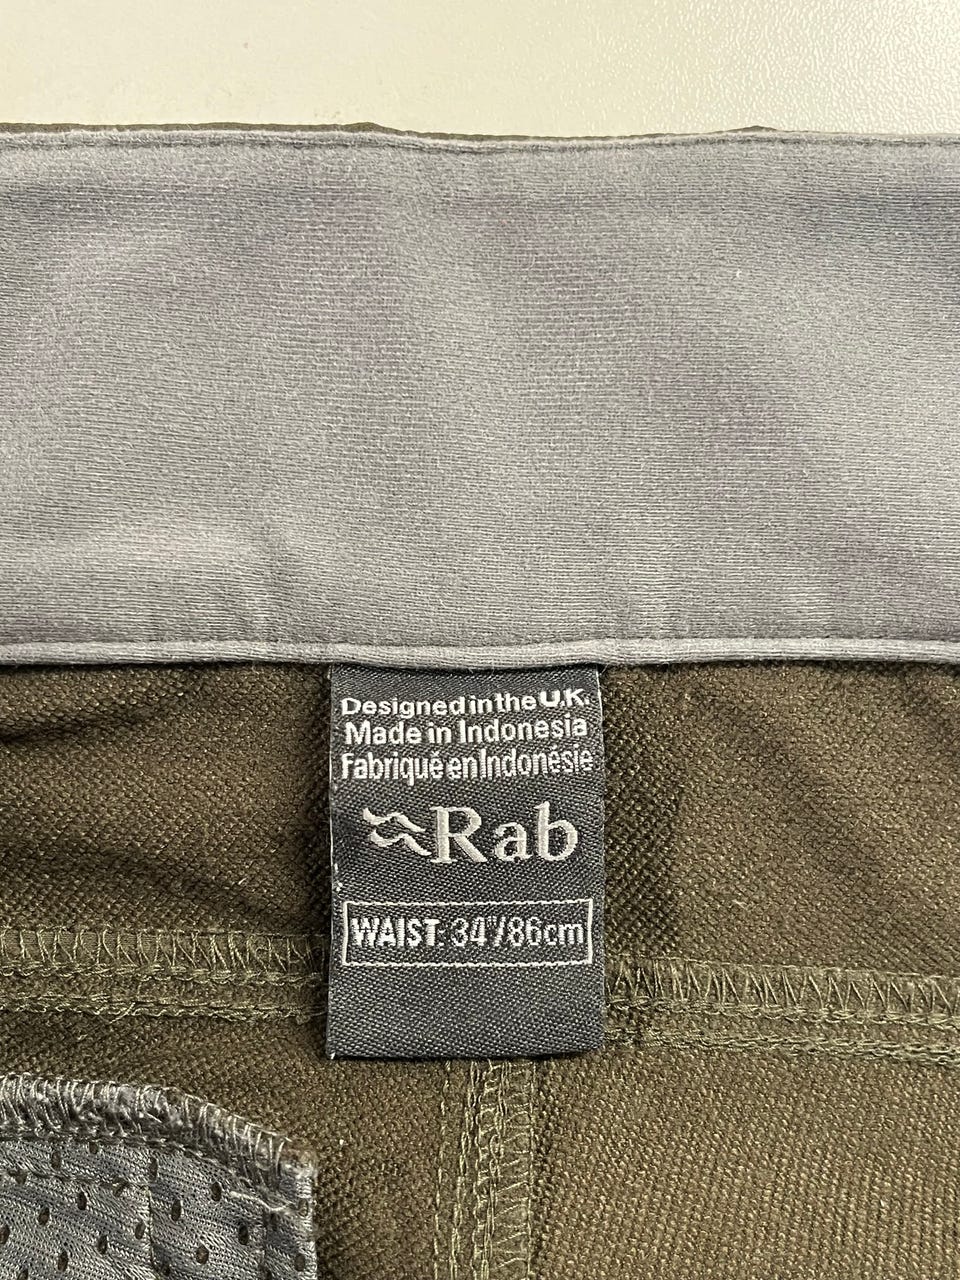 Designed in the U.K.
Made in Indonesia
Fabriqué en Indonésie
Rab
WAIST: 34"/86cm